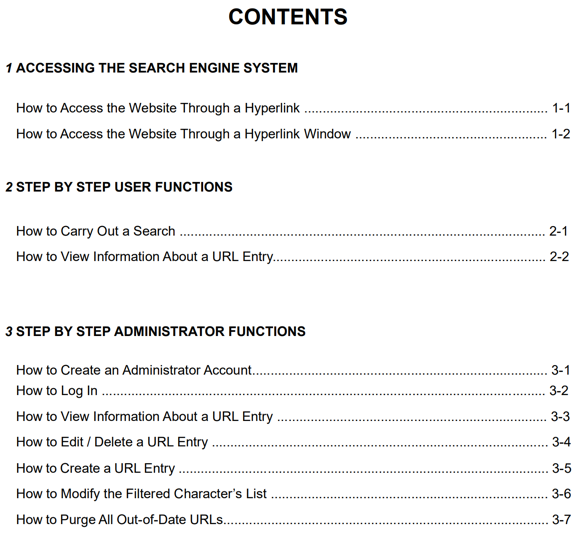 CONTENTS
1 ACCESSING THE SEARCH ENGINE SYSTEM
How to Access the Website Through a Hyperlink ................................................................ 1-1
How to Access the Website Through a Hyperlink Window .................................................. 1-2
2 STEP BY STEP USER FUNCTIONS
How to Carry Out a Search ................................................................................................ 2-1
How to View Information About a URL Entry........................................................................ 2-2
3 STEP BY STEP ADMINISTRATOR FUNCTIONS
How to Create an Administrator Account.............................................................................. 3-1
How to Log In ..................................................................................................................... 3-2
How to View Information About a URL Entry ....................................................................... 3-3
How to Edit / Delete a URL Entry ........................................................................................ 3-4
How to Create a URL Entry ................................................................................................. 3-5
How to Modify the Filtered Character’s List ......................................................................... 3-6
How to Purge All Out-of-Date URLs...................................................................................... 3-7